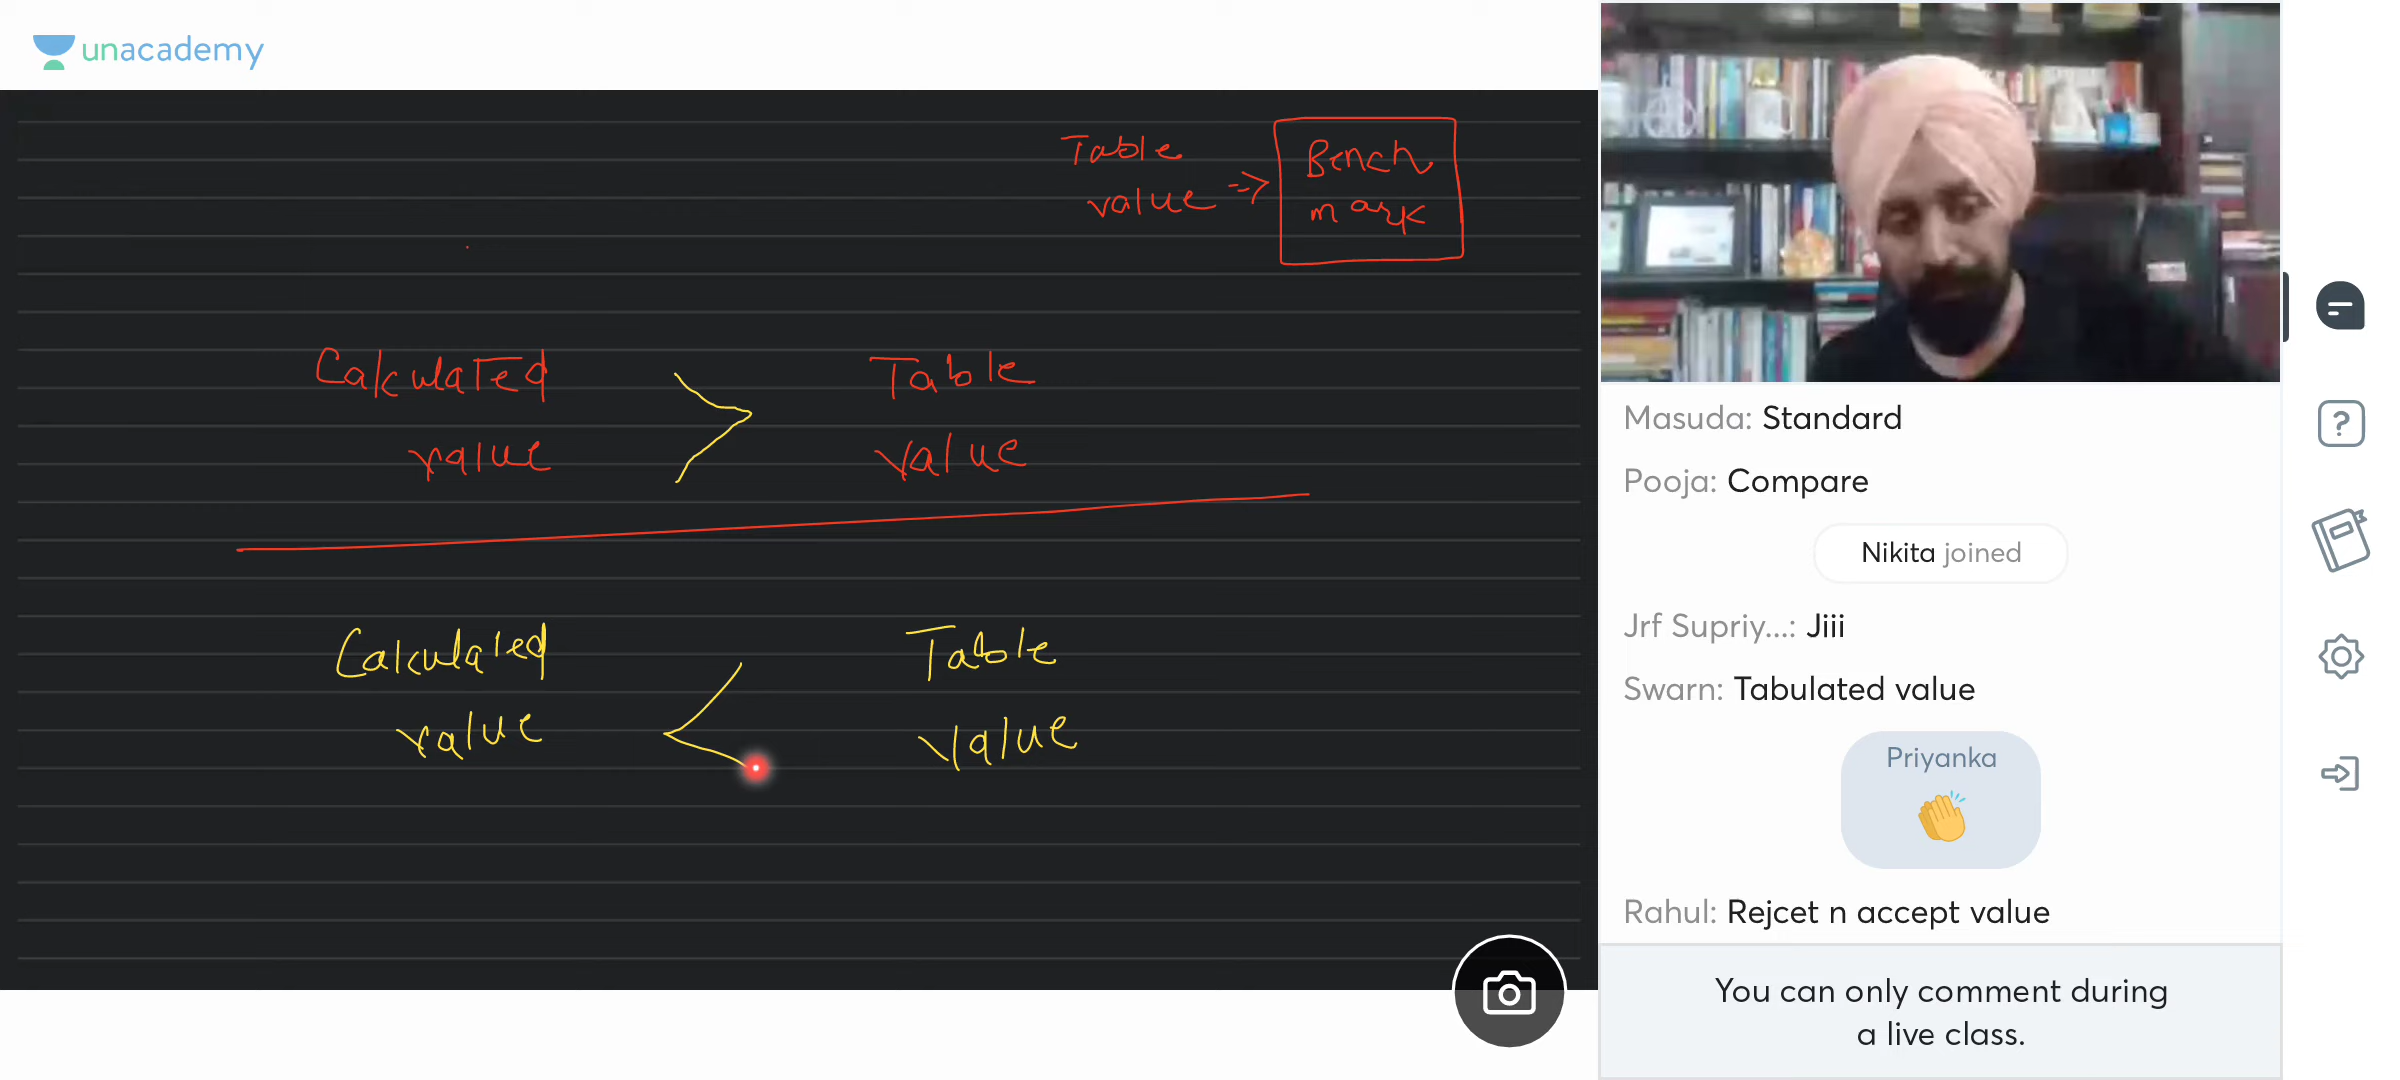 unacademy
Table
value => Bench
mark
Calculated > Table
value value
Calculated < Table
value value
Masuda: Standard
Pooja: Compare
Nikita joined
Jrf Supriy...: Jiii
Swarn: Tabulated value
Priyanka
Rahul: Rejcet n accept value
You can only comment during
a live class.
?